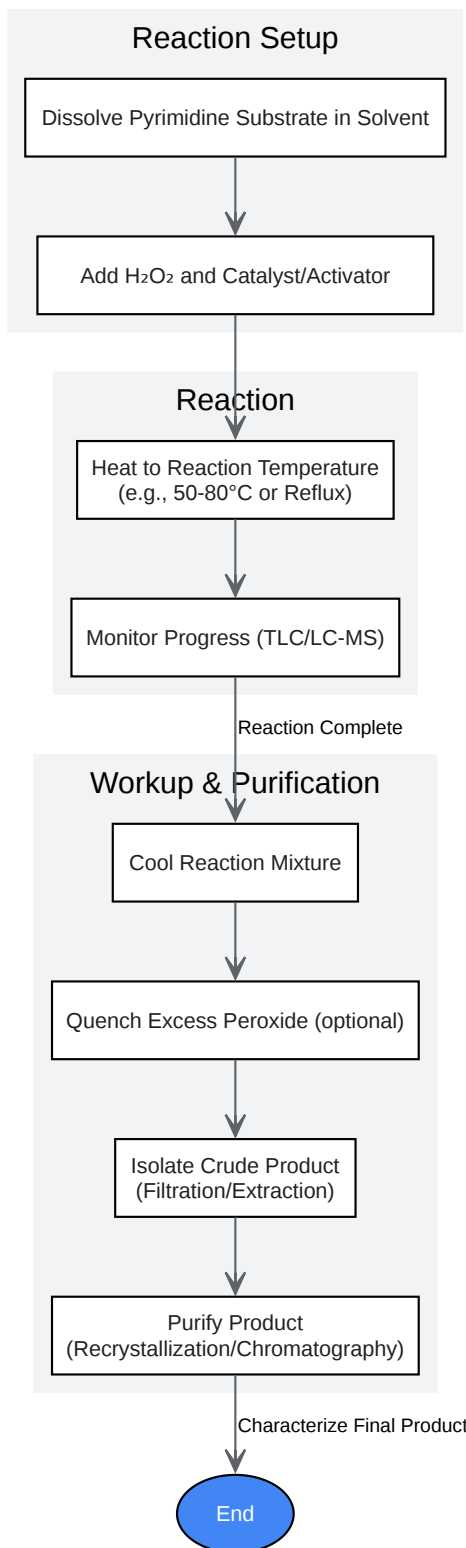 Reaction Setup
Dissolve Pyrimidine Substrate in Solvent
Add H₂O₂ and Catalyst/Activator
Reaction
Heat to Reaction Temperature
(e.g., 50-80°C or Reflux)
Monitor Progress (TLC/LC-MS)
Reaction Complete
Workup & Purification
Cool Reaction Mixture
Quench Excess Peroxide (optional)
Isolate Crude Product
(Filtration/Extraction)
Purify Product
(Recrystallization/Chromatography)
Characterize Final Product
End